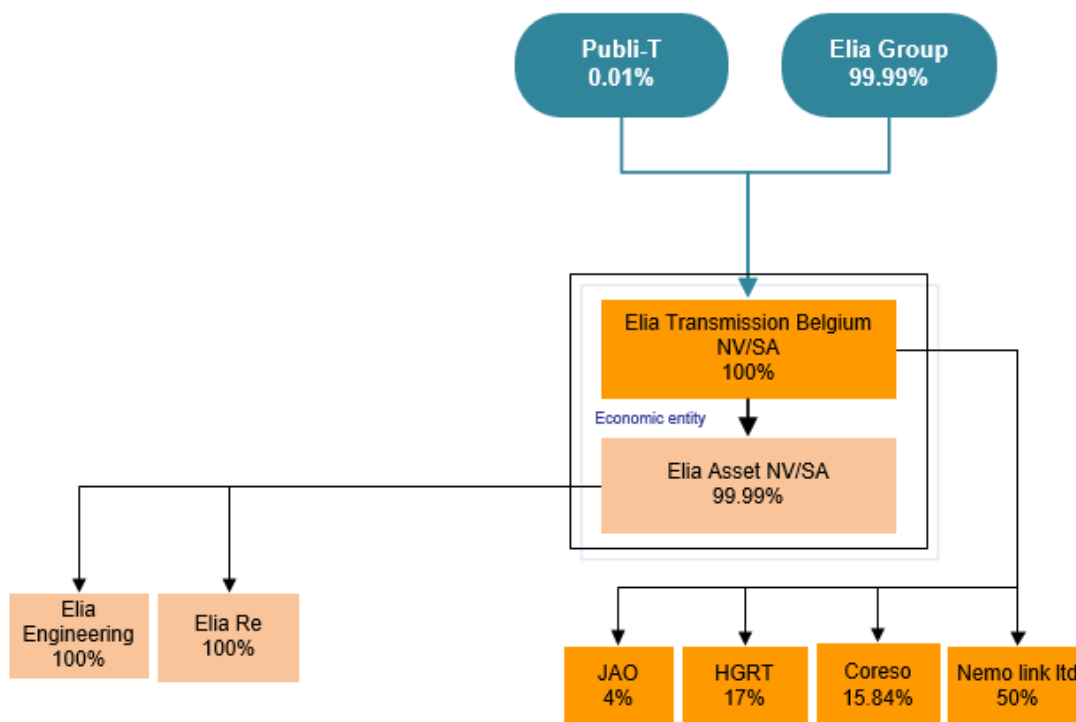 Publi-T
0.01%
Elia Group
99.99%
Elia Transmission Belgium
NV/SA
100%
Economic entity
Elia Asset NV/SA
99.99%
Elia
Engineering
100%
Elia Re
100%
JAO
4%
HGRT
17%
Coreso
15.84%
Nemo link ltd
50%